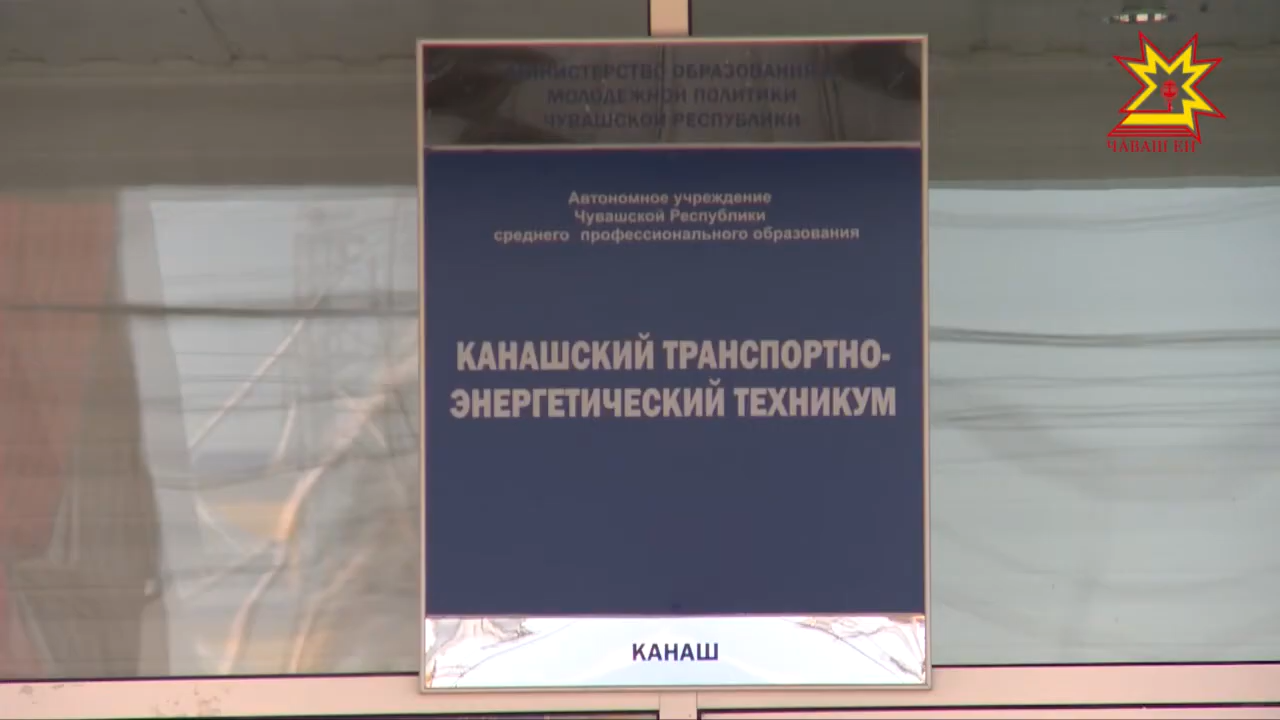 МИНИСТЕРСТВО ОБРАЗОВАНИЯ И
МОЛОДЕЖНОЙ ПОЛИТИКИ
ЧУВАШСКОЙ РЕСПУБЛИКИ
Автономное учреждение
Чувашской Республики
среднего профессионального образования
КАНАШСКИЙ ТРАНСПОРТНО-
ЭНЕРГЕТИЧЕСКИЙ ТЕХНИКУМ
КАНАШ
ЧАВАШ ЕН